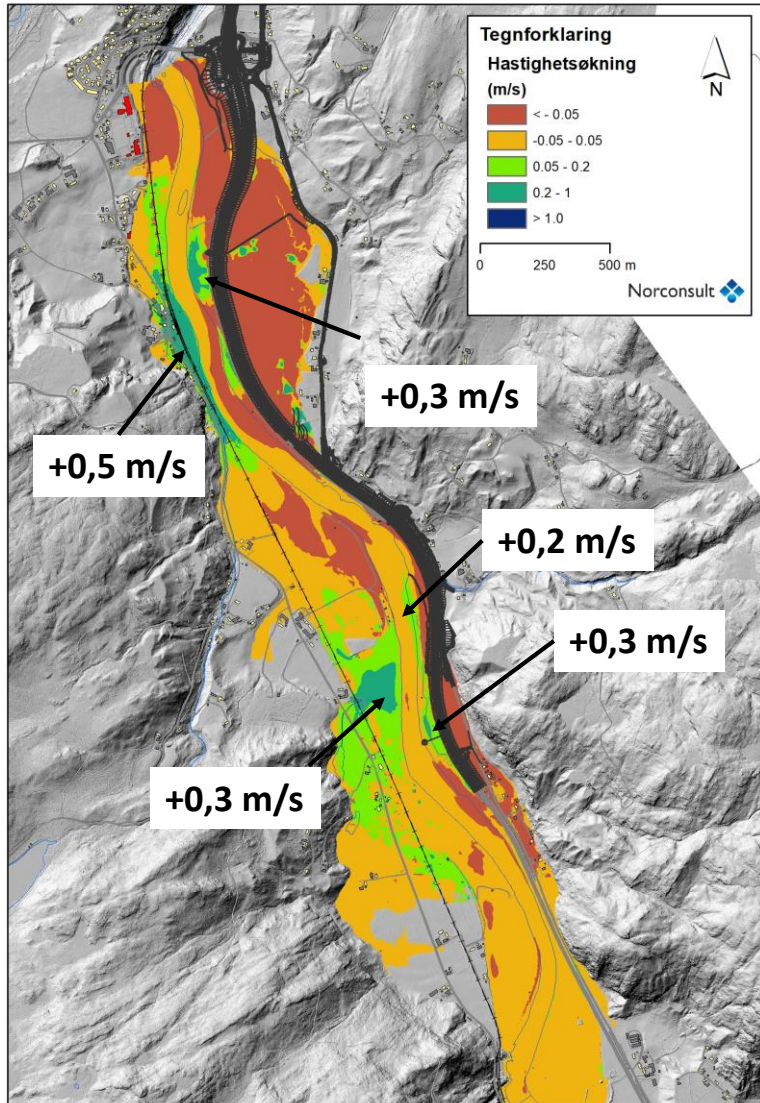 Tegnforklaring
Hastighetsøkning
(m/s)
< - 0.05
-0.05 - 0.05
0.05 - 0.2
0.2 - 1
> 1.0
0 250 500 m
Norconsult
N
+0,3 m/s
+0,5 m/s
+0,2 m/s
+0,3 m/s
+0,3 m/s